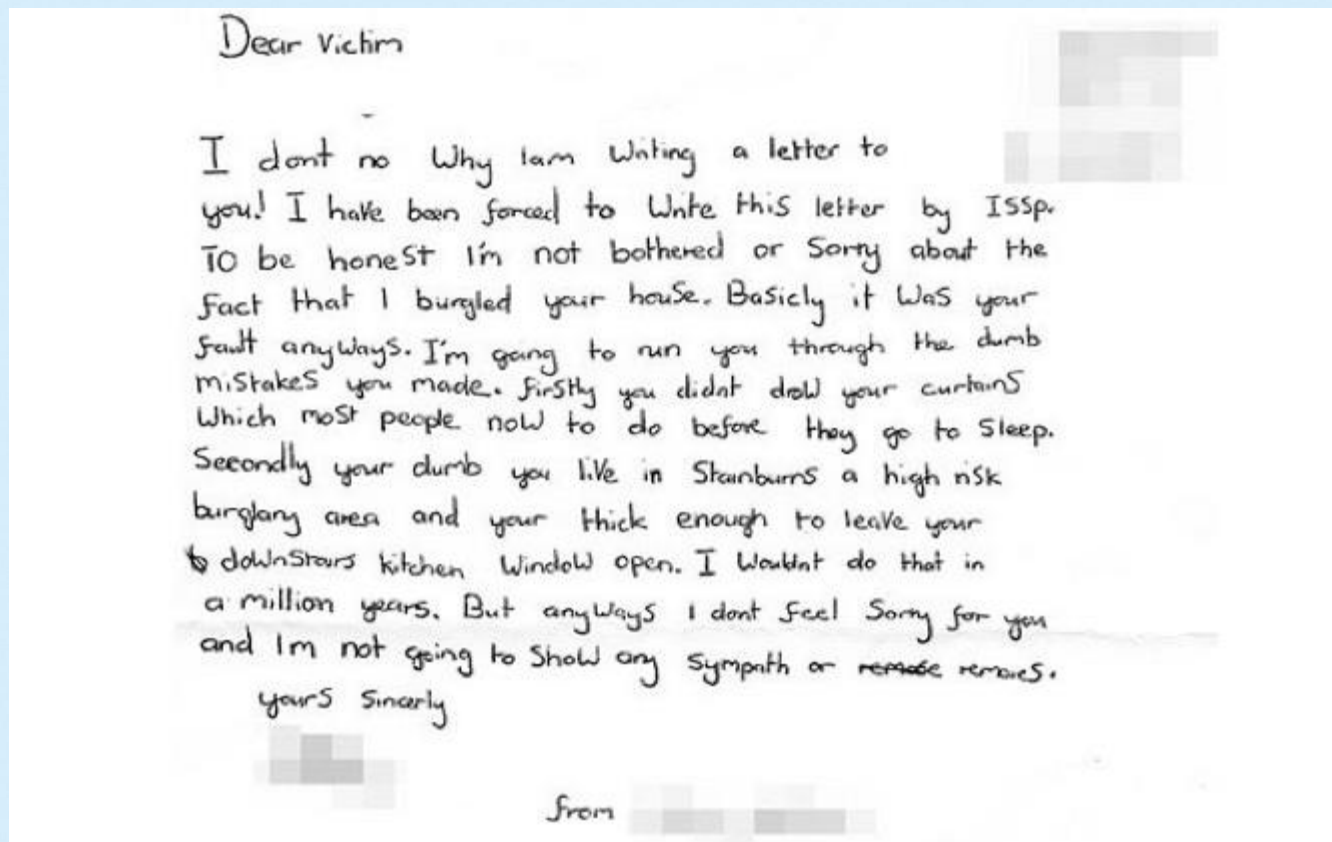 Dear Victim
I dont no Why Iam Writing a letter to
you! I have been forced to Write this letter by ISSP.
To be honest I'm not bothered or Sorry about the
fact that I burgled your house. Basicly it Was your
fault anyways. I'm going to run you through the dumb
mistakes you made. firstly you didnt drow your curtains
Which most people now to do before they go to Sleep.
Secondly your dumb you live in Stainburns a high risk
burglary area and your thick enough to leave your
downstairs kitchen Window open. I Wouldnt do that in
a million years. But anyways I dont feel Sorry for you
and Im not going to Show any Sympath or remores.
yours Sincerly
from